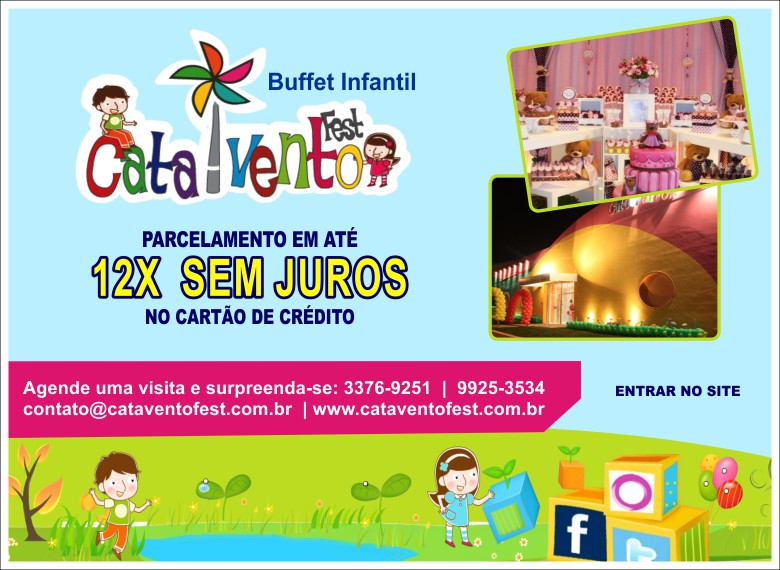 Buffet Infantil
Cata Vento Fest
PARCELAMENTO EM ATÉ
12X SEM JUROS
NO CARTÃO DE CRÉDITO
Agende uma visita e surpreenda-se: 3376-9251 | 9925-3534
contato@cataventofest.com.br | www.cataventofest.com.br
ENTRAR NO SITE